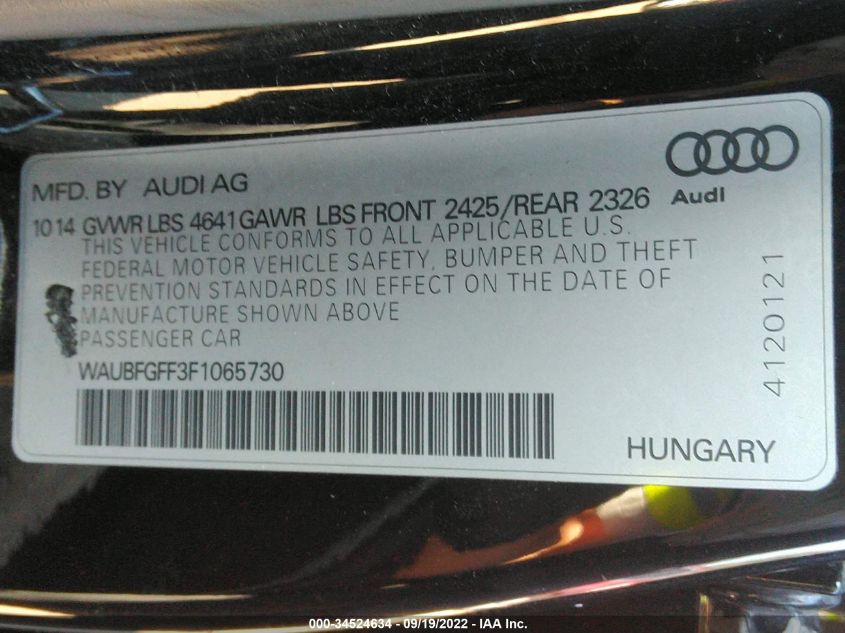 MFD. BY AUDI AG
Audi
10 14 GVWR LBS 4641 GAWR LBS FRONT 2425/REAR 2326
THIS VEHICLE CONFORMS TO ALL APPLICABLE U.S.
FEDERAL MOTOR VEHICLE SAFETY, BUMPER AND THEFT
PREVENTION STANDARDS IN EFFECT ON THE DATE OF
MANUFACTURE SHOWN ABOVE
PASSENGER CAR
WAUBFGFF3F1065730
4120121
HUNGARY
000-34524634 - 09/19/2022 - IAA Inc.